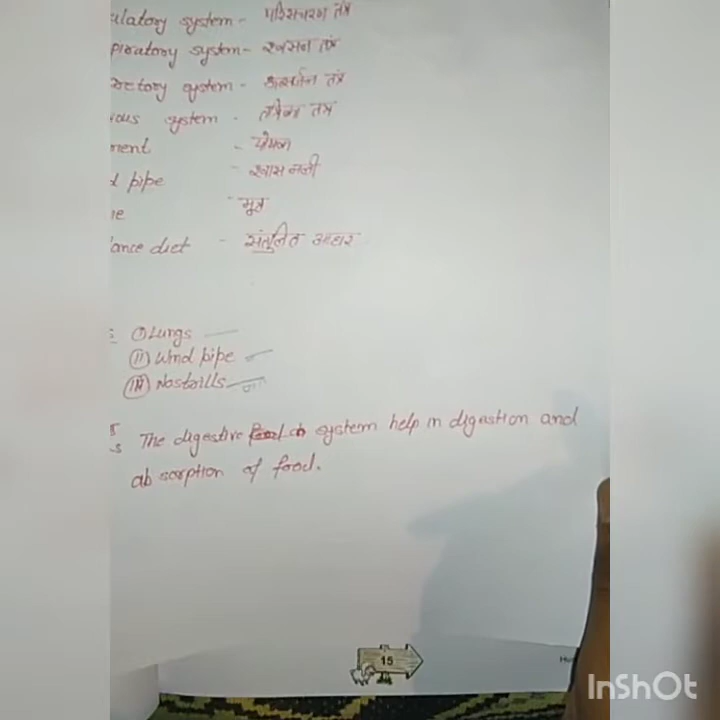 ulatory system - परिसंचरण तंत्र
piratory system - श्वसन तंत्र
retory system - उत्सर्जन तंत्र
ous system - तंत्रिका तंत्र
ment -
d pipe - श्वास नली
ne - मूत्र
ance diet - संतुलित आहार
(I) Lungs
(II) Wind pipe
(III) Nostrills
The digestive system help in digestion and
absorption of food.
15
InShOt